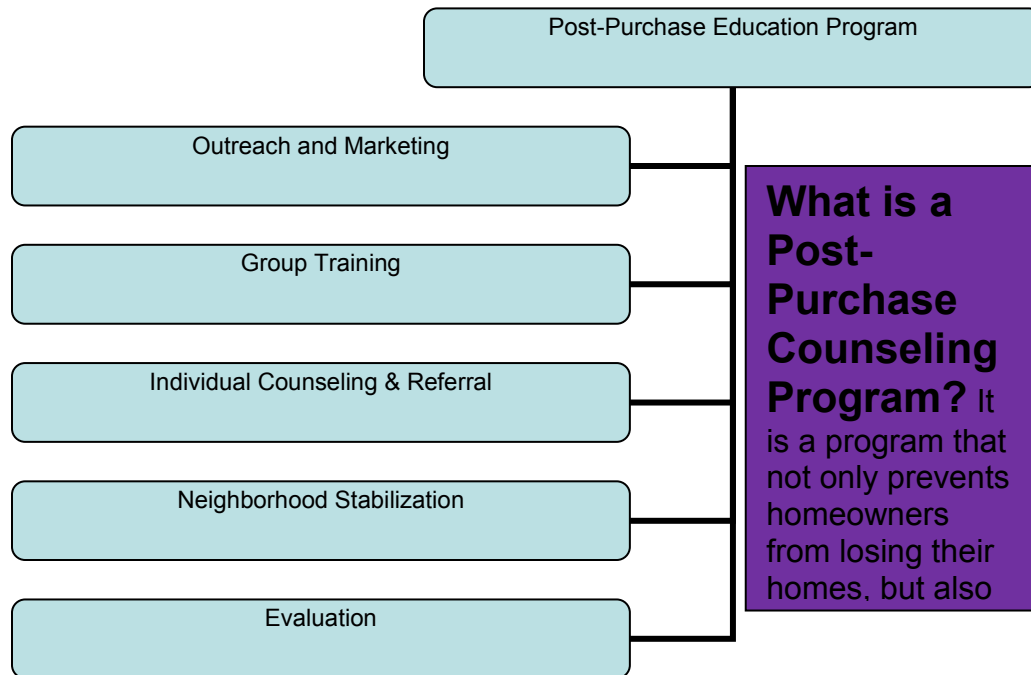 Post-Purchase Education Program
Outreach and Marketing
Group Training
Individual Counseling & Referral
Neighborhood Stabilization
Evaluation
What is a
Post-
Purchase
Counseling
Program? It
is a program that
not only prevents
homeowners
from losing their
homes, but also